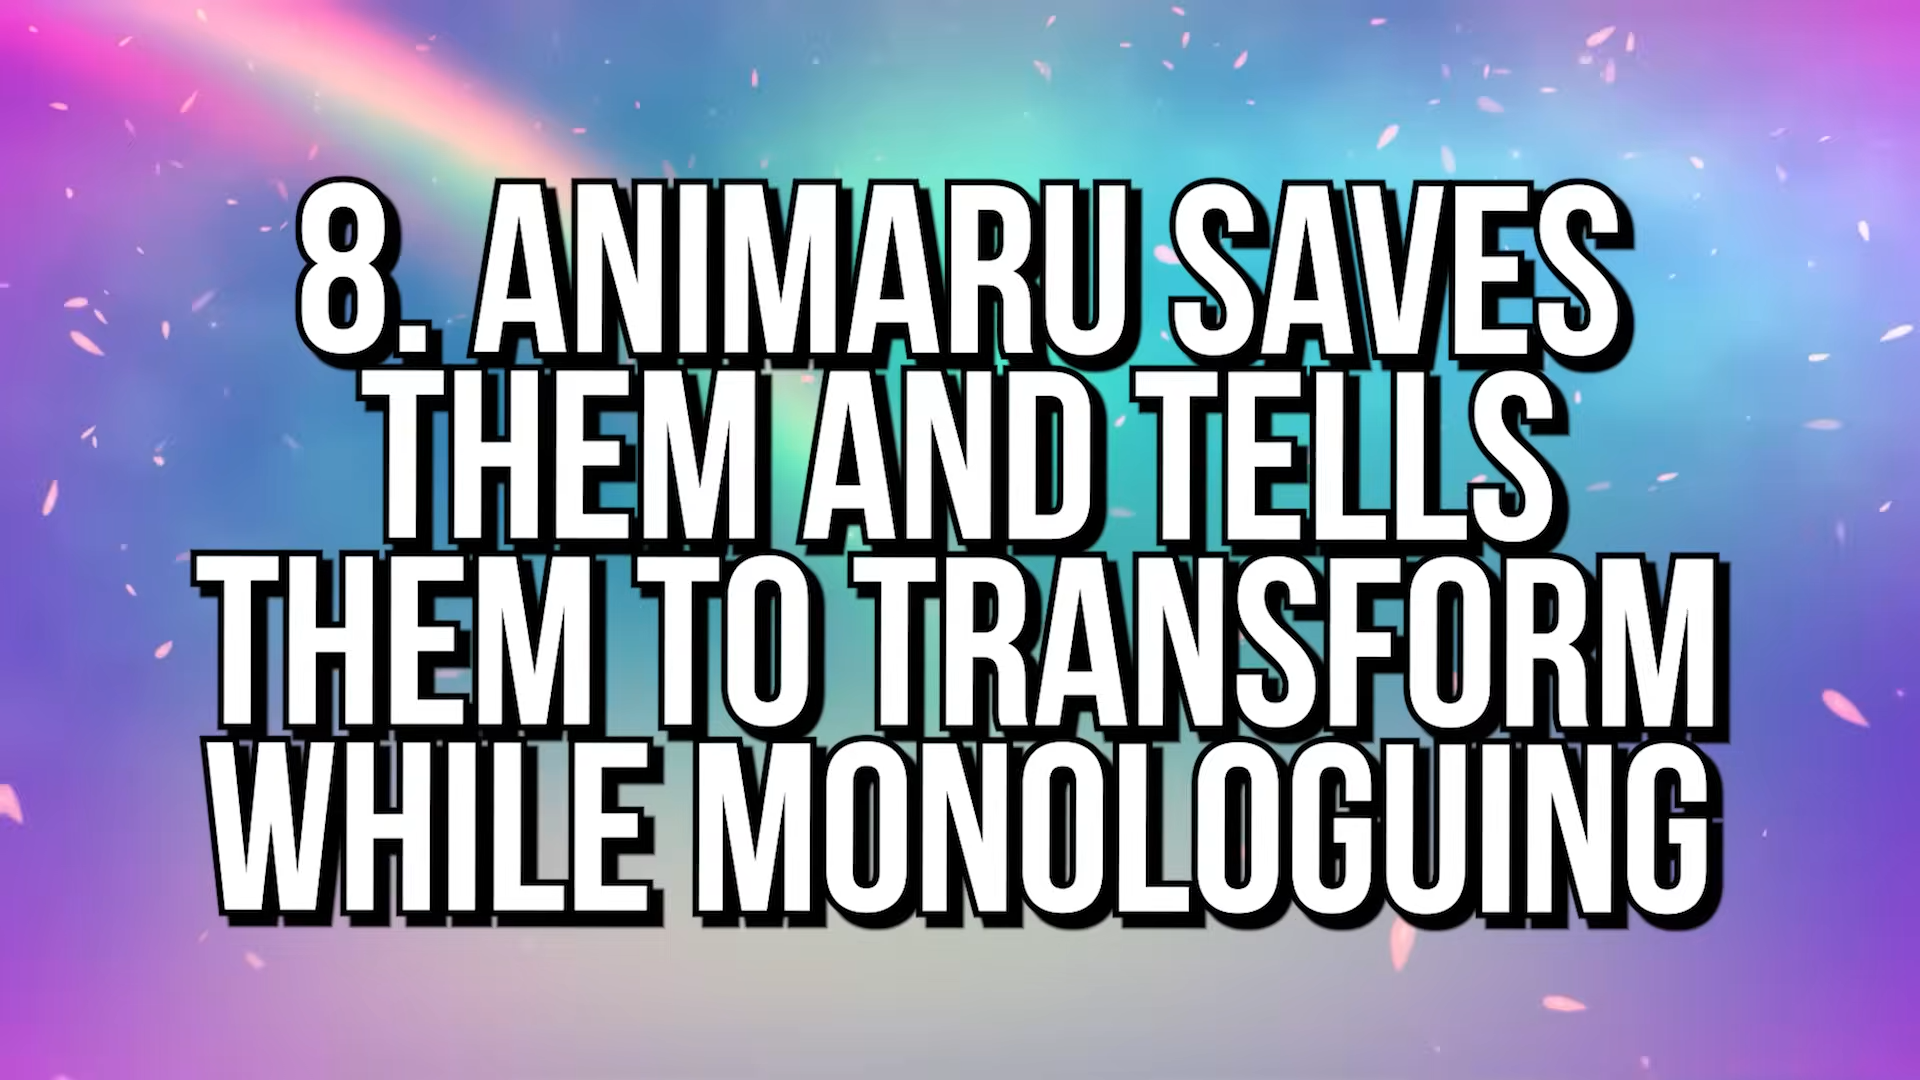 8. ANIMARU SAVES
THEM AND TELLS
THEM TO TRANSFORM
WHILE MONOLOGUING